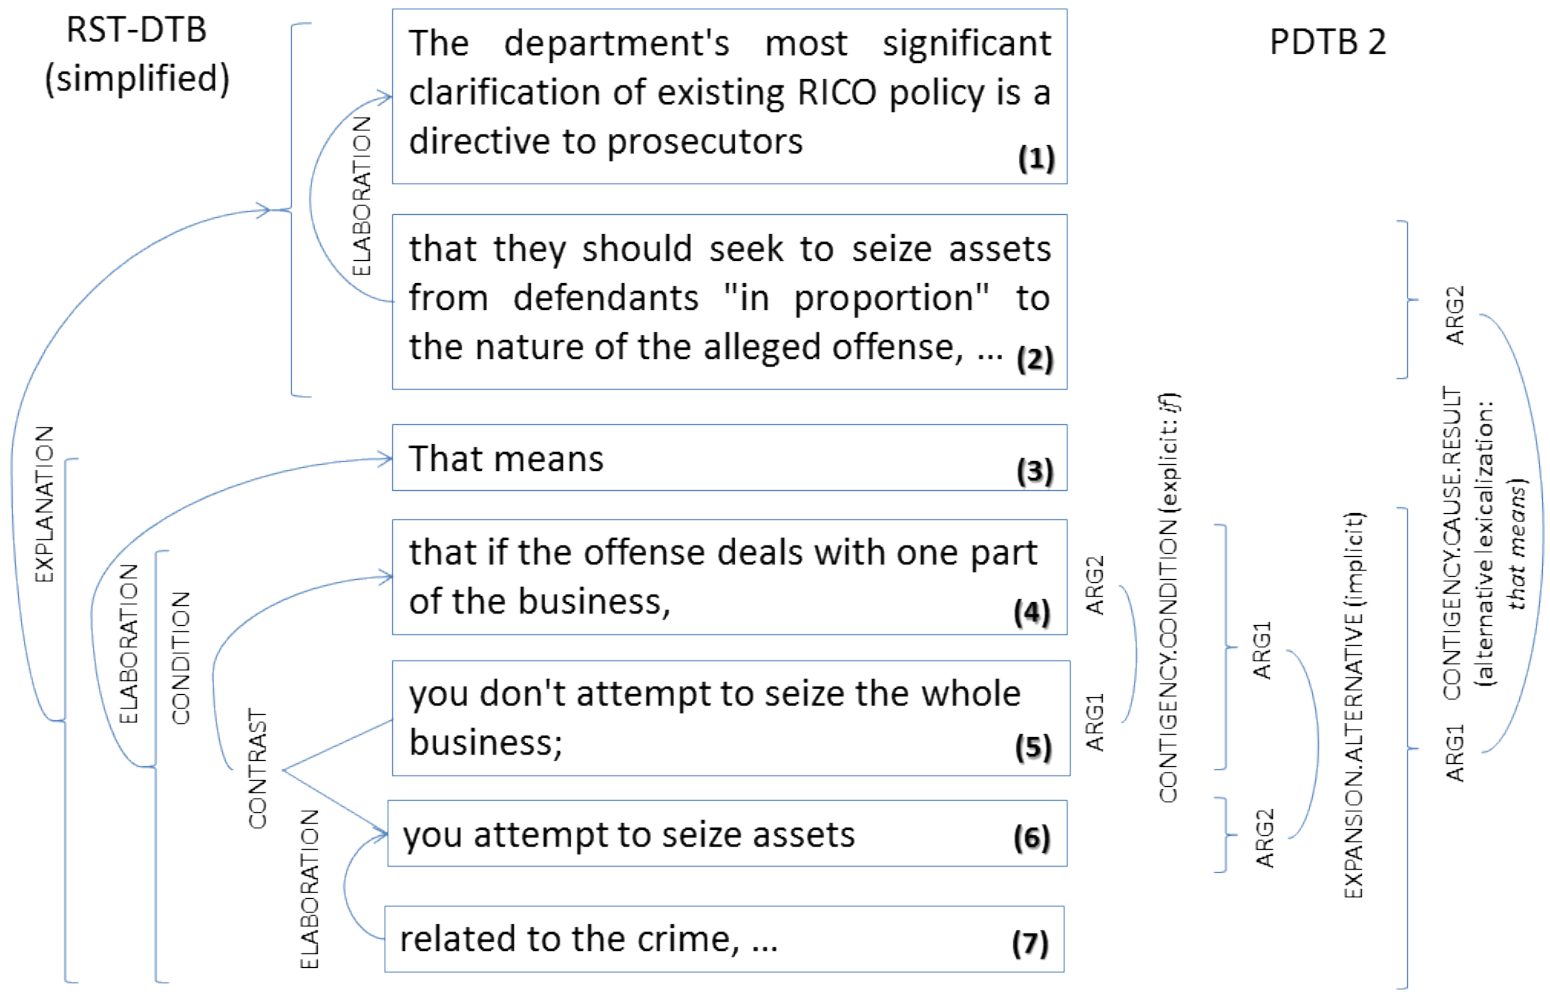 RST-DTB
(simplified)
PDTB 2
The department's most significant
clarification of existing RICO policy is a
directive to prosecutors
(1)
ELABORATION
that they should seek to seize assets
from defendants "in proportion" to
the nature of the alleged offense, ... (2)
EXPLANATION
That means
(3)
ELABORATION
CONDITION
that if the offense deals with one part
of the business,
(4)
CONTRAST
you don't attempt to seize the whole
business;
(5)
you attempt to seize assets
(6)
ELABORATION
related to the crime, ...
(7)
ARG2
ARG1
CONTIGENCY.CONDITION (explicit: if)
ARG1
ARG2
EXPANSION.ALTERNATIVE (implicit)
ARG2
ARG1
CONTIGENCY.CAUSE.RESULT
(alternative lexicalization:
that means)